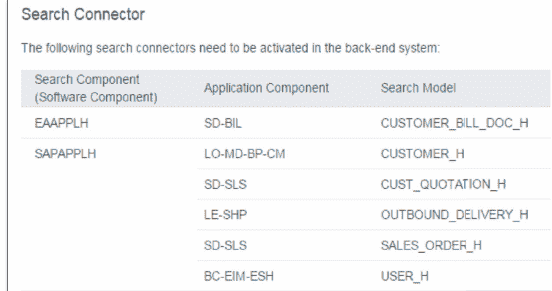 Search Connector
The following search connectors need to be activated in the back-end system:
Search Component (Software Component) Application Component Search Model
EAAPPLH SD-BIL CUSTOMER_BILL_DOC_H
SAPAPPLH LO-MD-BP-CM CUSTOMER_H
SD-SLS CUST_QUOTATION_H
LE-SHP OUTBOUND_DELIVERY_H
SD-SLS SALES_ORDER_H
BC-EIM-ESH USER_H